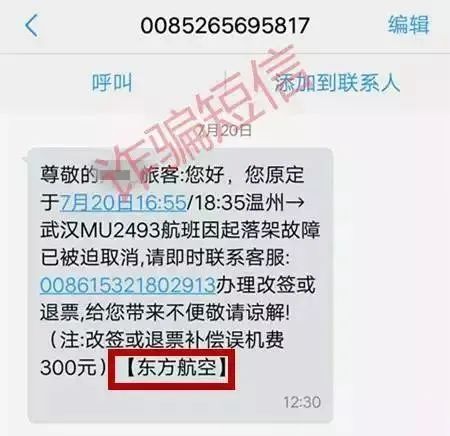 0085265695817
编辑
呼叫
添加到联系人
诈骗短信
7月20日
尊敬的 旅客:您好，您原定
于7月20日16:55/18:35温州→
武汉MU2493航班因起落架故障
已被迫取消,请即时联系客服:
008615321802913办理改签或
退票,给您带来不便敬请谅解!
（注:改签或退票补偿误机费
300元）【东方航空】
12:30